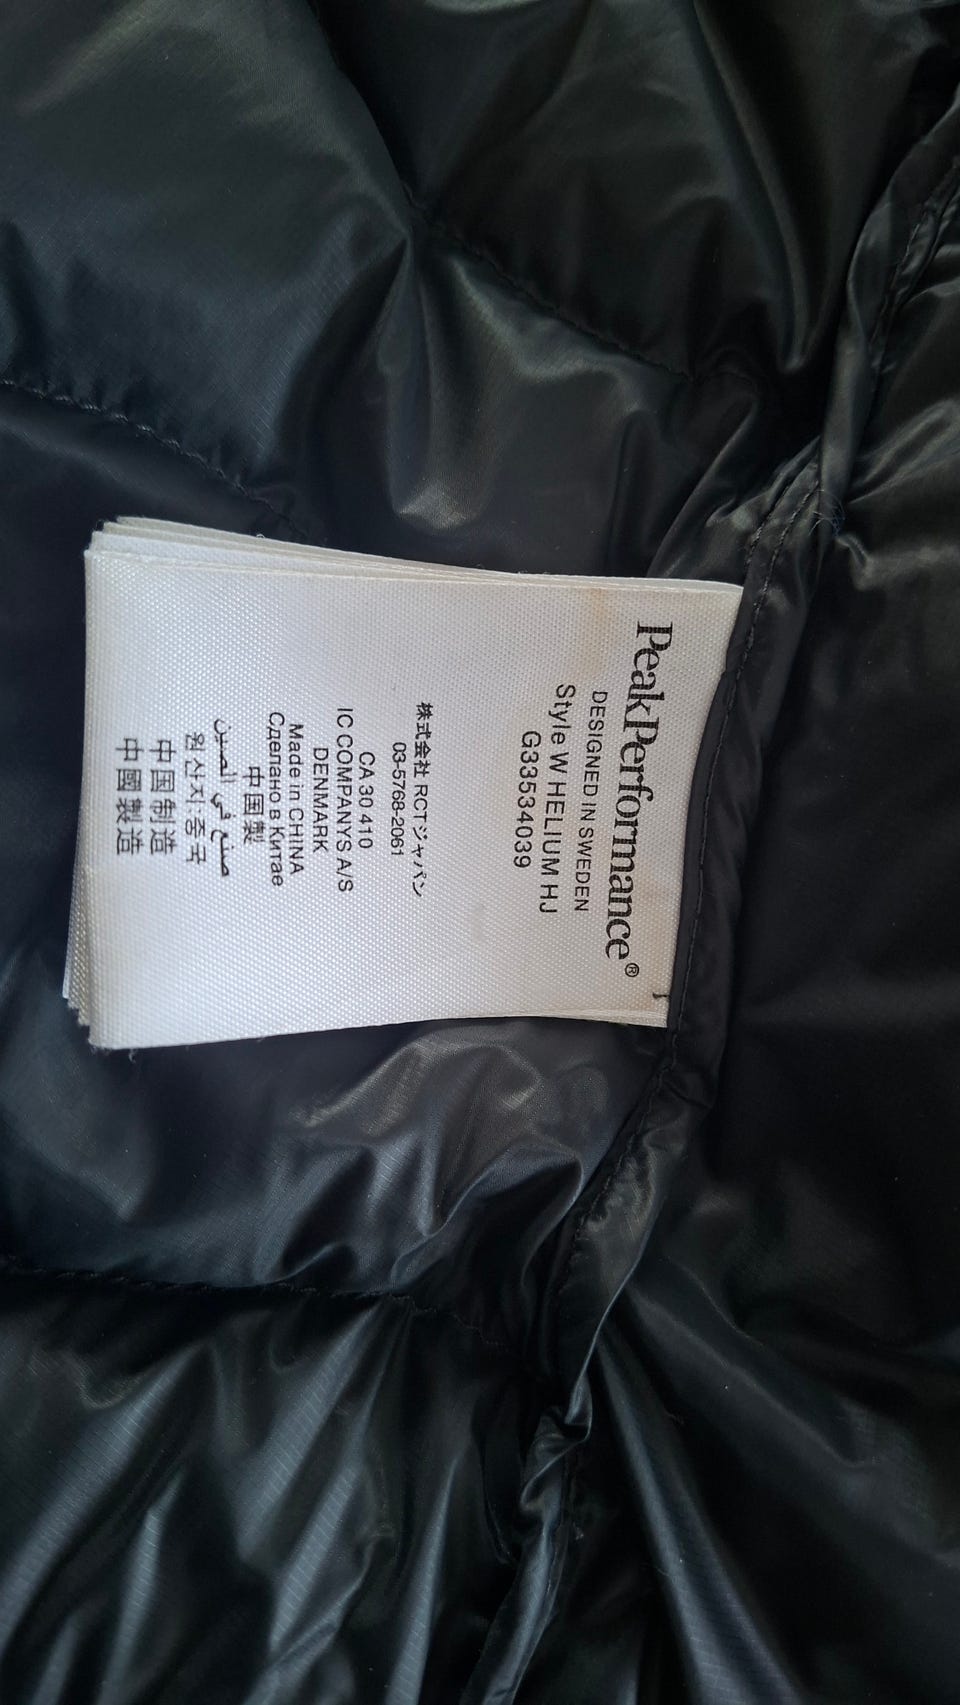 PeakPerformance®
DESIGNED IN SWEDEN
Style W HELIUM HJ
G33534039
株式会社 RCTジャパン
03-5768-2061
CA 30 410
IC COMPANYS A/S
DENMARK
Made in CHINA
中国製
Сделано в Китае
صنع في الصين
원산지:중국
中国制造
中國製造